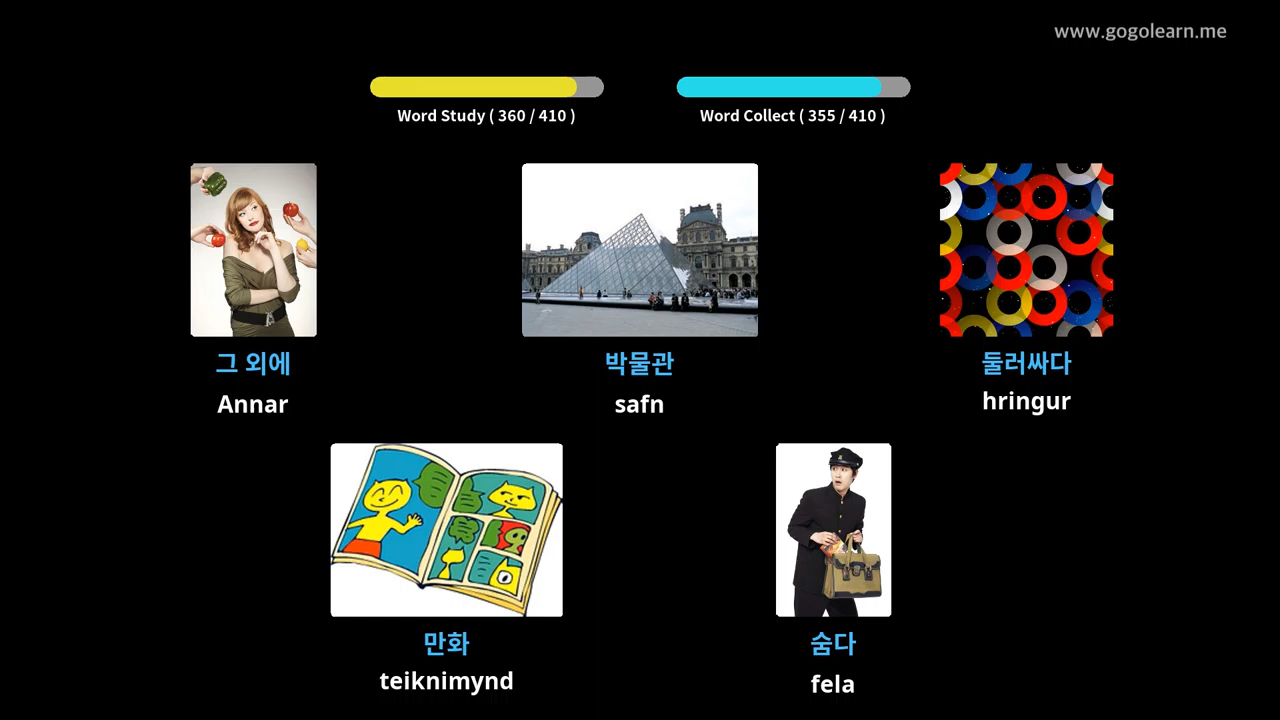 www.gogolearn.me
Word Study ( 360 / 410 )
Word Collect ( 355 / 410 )
그 외에
Annar
박물관
safn
둘러싸다
hringur
만화
teiknimynd
숨다
fela